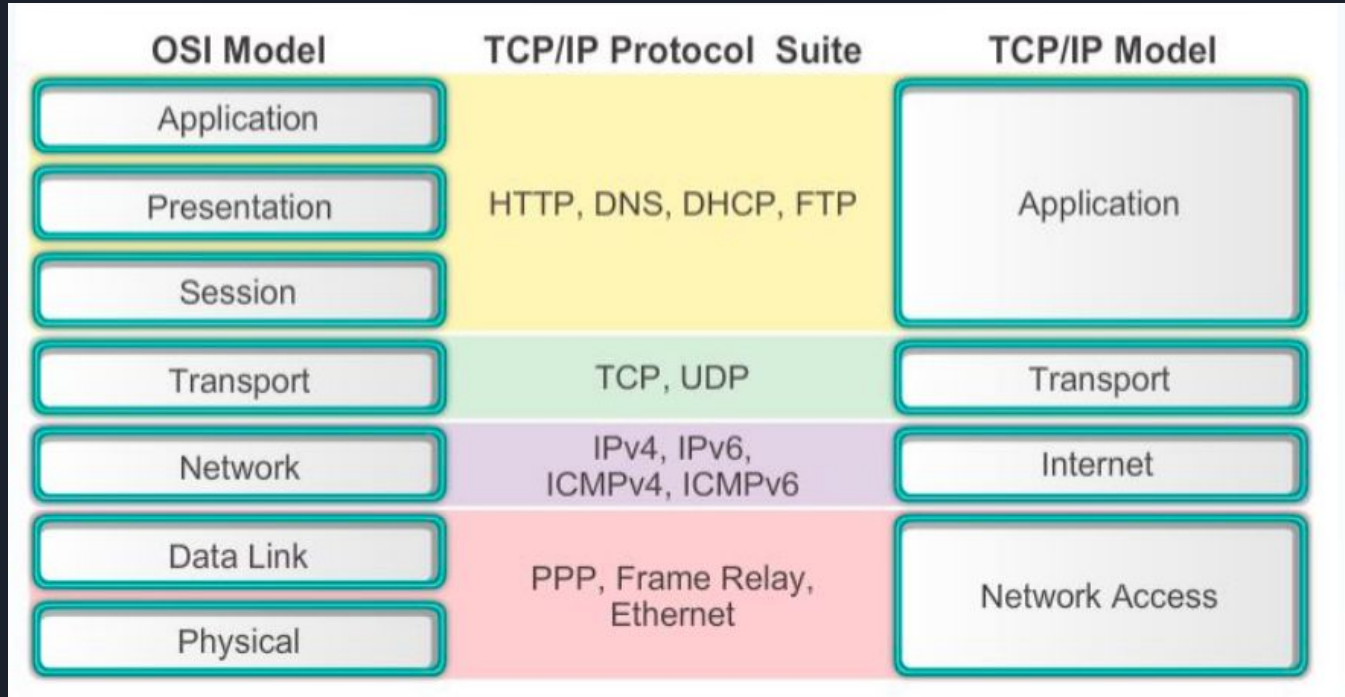 OSI Model
TCP/IP Protocol Suite
TCP/IP Model
Application
Presentation
Session
HTTP, DNS, DHCP, FTP
Application
Transport
TCP, UDP
Transport
Network
IPv4, IPv6,
ICMPv4, ICMPv6
Internet
Data Link
Physical
PPP, Frame Relay,
Ethernet
Network Access